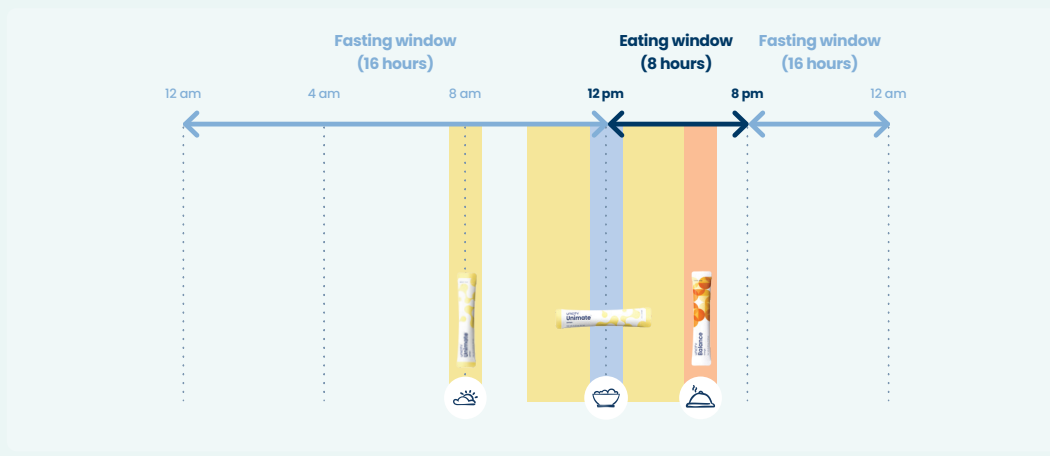 Fasting window
(16 hours)
Eating window
(8 hours)
Fasting window
(16 hours)
12 am
4 am
8 am
12 pm
8 pm
12 am
Unimate
Unimate
Balance